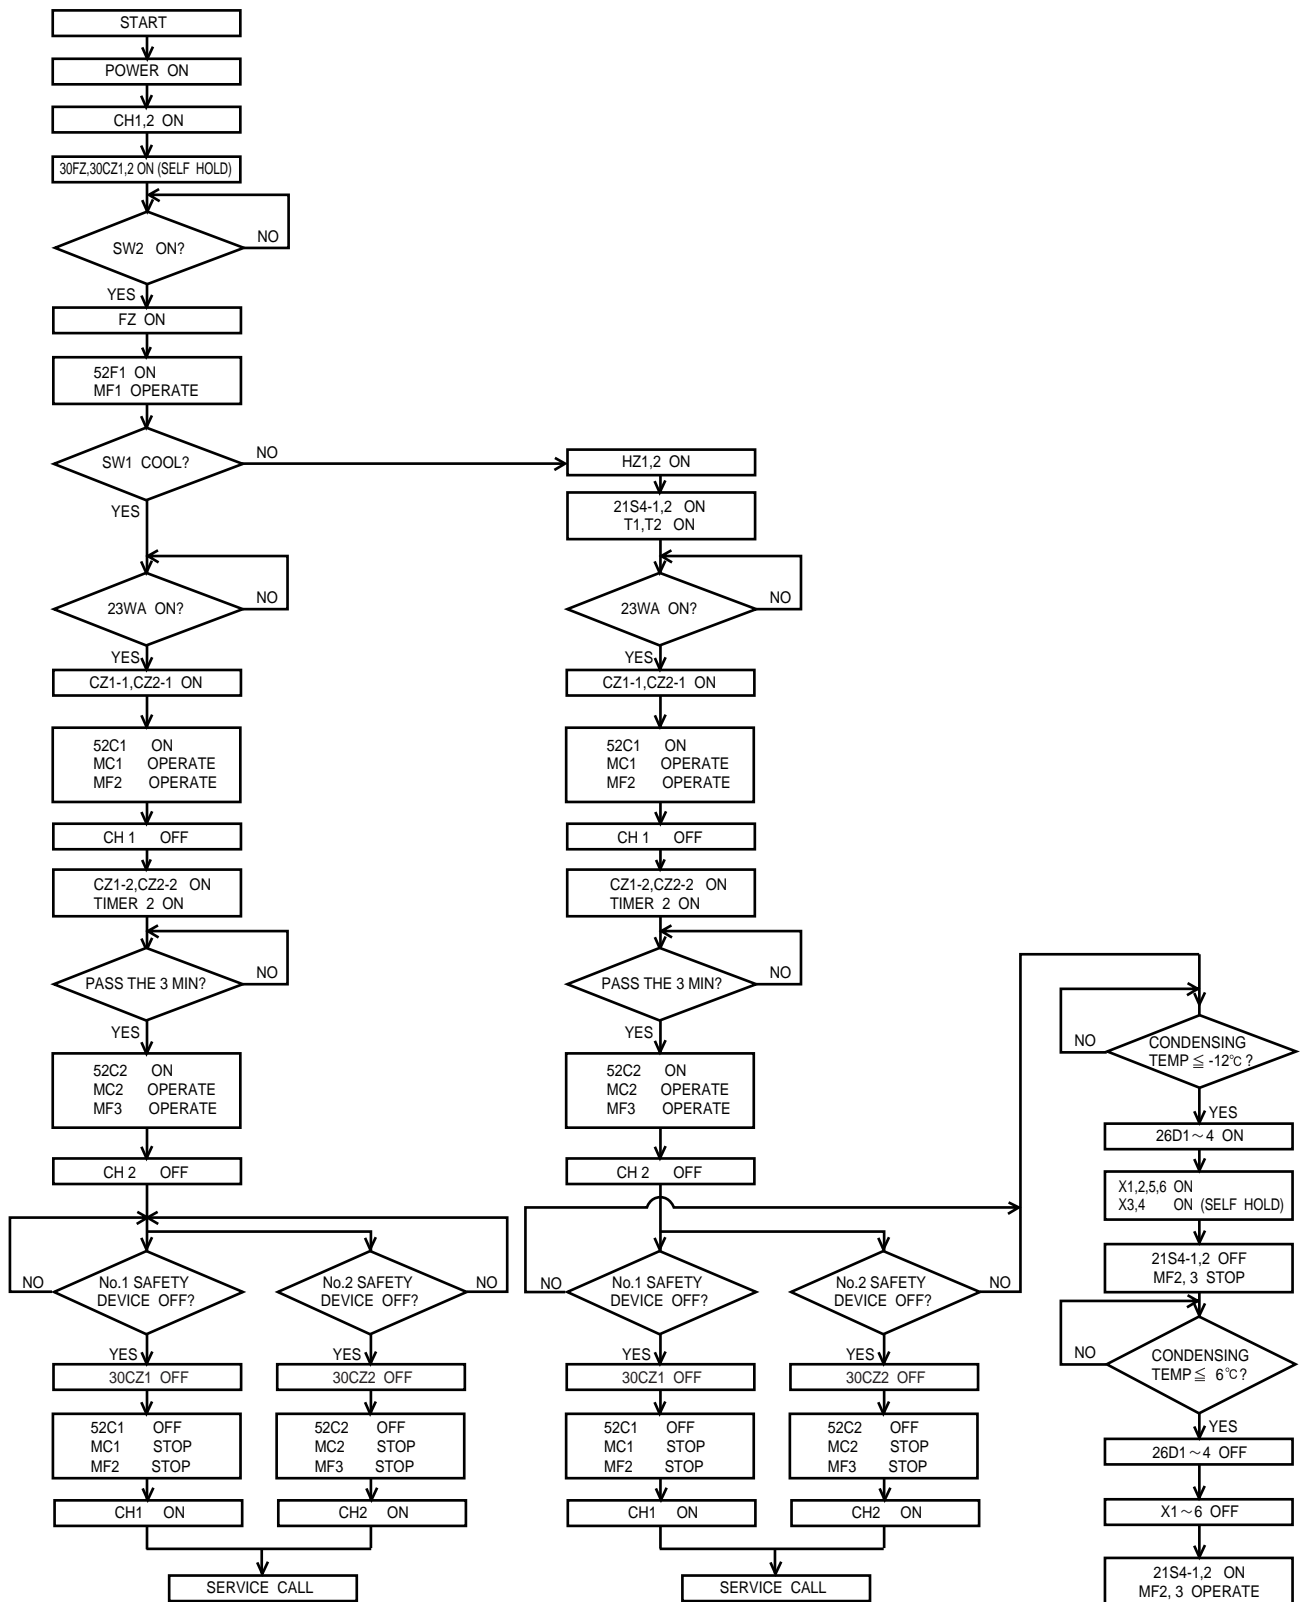 START
POWER ON
CH1,2 ON
30FZ,30CZ1,2 ON (SELF HOLD)
SW2 ON?
NO
YES
FZ ON
52F1 ON
MF1 OPERATE
SW1 COOL?
NO
YES
23WA ON?
NO
YES
CZ1-1,CZ2-1 ON
52C1 ON
MC1 OPERATE
MF2 OPERATE
CH 1 OFF
CZ1-2,CZ2-2 ON
TIMER 2 ON
PASS THE 3 MIN?
NO
YES
52C2 ON
MC2 OPERATE
MF3 OPERATE
CH 2 OFF
No.1 SAFETY
DEVICE OFF?
NO
YES
30CZ1 OFF
52C1 OFF
MC1 STOP
MF2 STOP
CH1 ON
No.2 SAFETY
DEVICE OFF?
NO
YES
30CZ2 OFF
52C2 OFF
MC2 STOP
MF3 STOP
CH2 ON
SERVICE CALL
HZ1,2 ON
21S4-1,2 ON
T1,T2 ON
23WA ON?
NO
YES
CZ1-1,CZ2-1 ON
52C1 ON
MC1 OPERATE
MF2 OPERATE
CH 1 OFF
CZ1-2,CZ2-2 ON
TIMER 2 ON
PASS THE 3 MIN?
NO
YES
52C2 ON
MC2 OPERATE
MF3 OPERATE
CH 2 OFF
No.1 SAFETY
DEVICE OFF?
NO
YES
30CZ1 OFF
52C1 OFF
MC1 STOP
MF2 STOP
CH1 ON
No.2 SAFETY
DEVICE OFF?
NO
YES
30CZ2 OFF
52C2 OFF
MC2 STOP
MF3 STOP
CH2 ON
SERVICE CALL
CONDENSING
TEMP ≦ -12℃ ?
NO
YES
26D1～4 ON
X1,2,5,6 ON
X3,4 ON (SELF HOLD)
21S4-1,2 OFF
MF2, 3 STOP
CONDENSING
TEMP ≦ 6℃?
NO
YES
26D1～4 OFF
X1～6 OFF
21S4-1,2 ON
MF2, 3 OPERATE